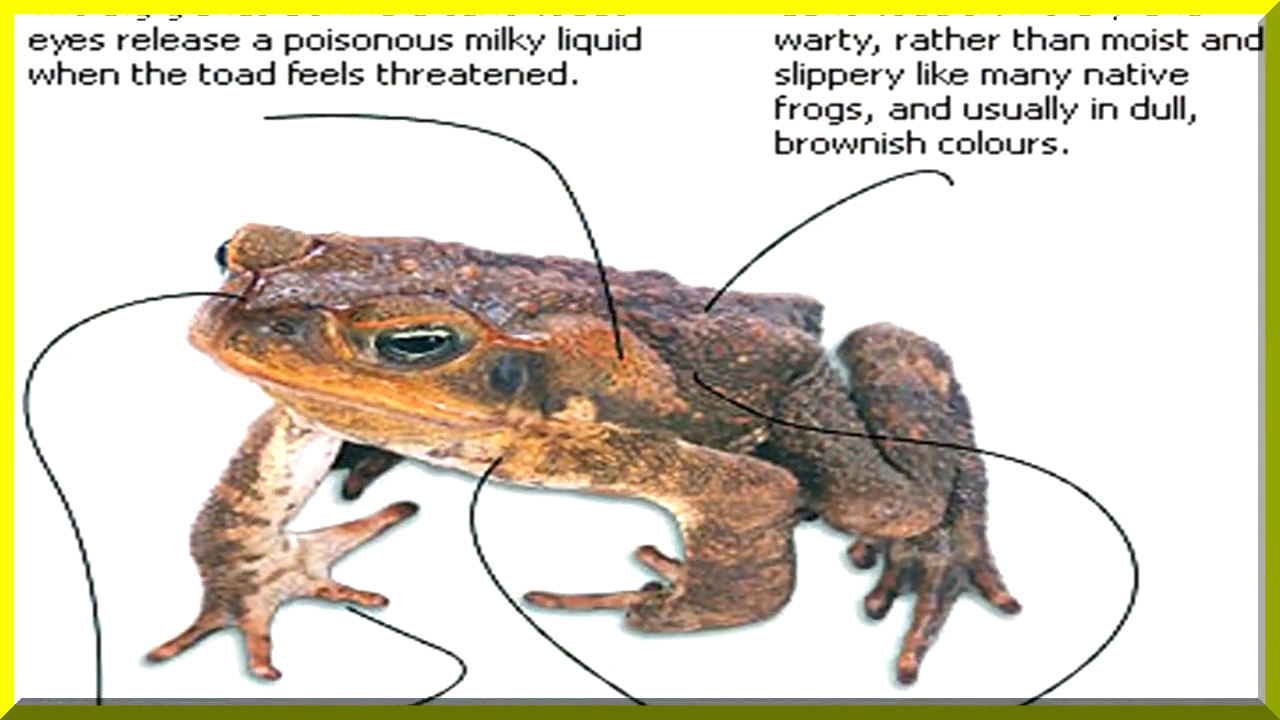 eyes release a poisonous milky liquid
when the toad feels threatened.
warty, rather than moist and
slippery like many native
frogs, and usually in dull,
brownish colours.